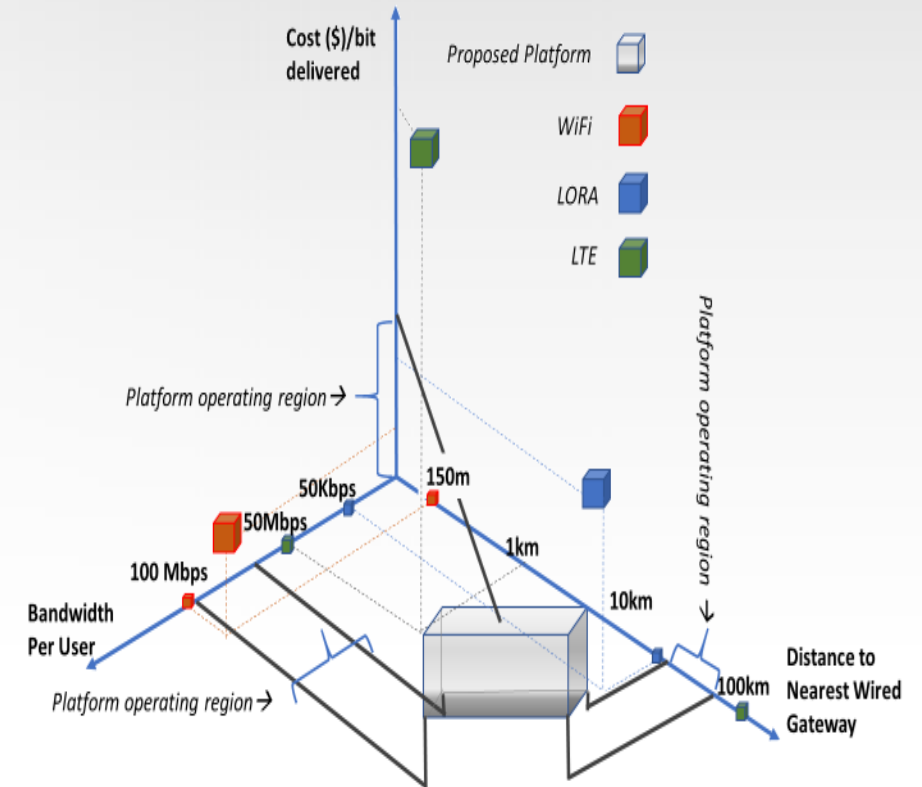 Cost ($)/bit
delivered
Proposed Platform
WiFi
LORA
LTE
Platform operating region→
Platform operating region →
150m
50Kbps
50Mbps
1km
100 Mbps
10km
Bandwidth
Per User
Distance to
Nearest Wired
Gateway
100km
Platform operating region→